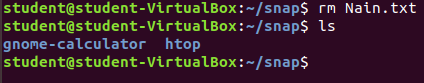 student@student-VirtualBox:~/snap$ rm Nain.txt
student@student-VirtualBox:~/snap$ ls
gnome-calculator  htop
student@student-VirtualBox:~/snap$